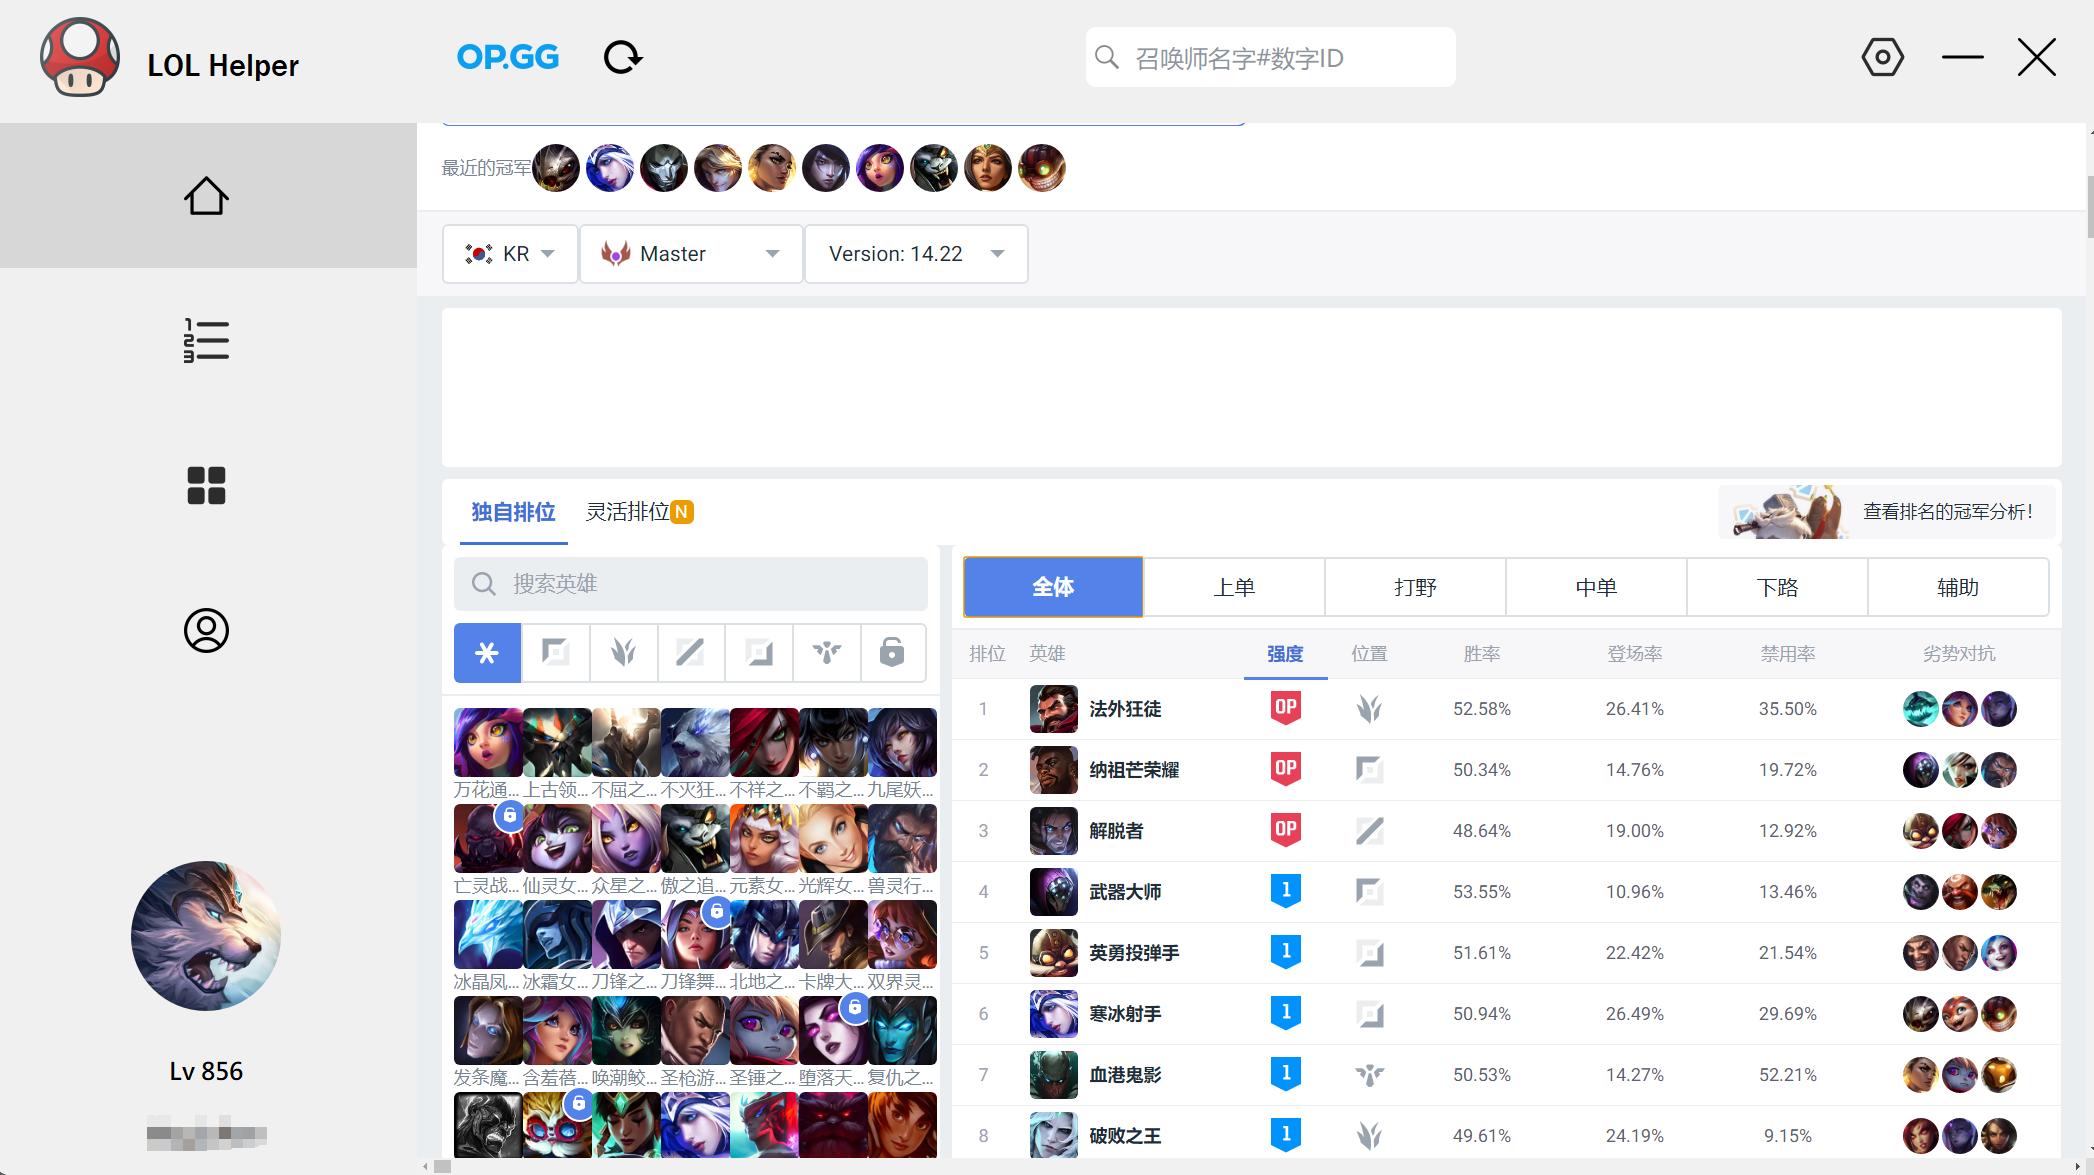 LOL Helper
OP.GG
召唤师名字#数字ID
最近的冠军
KR
Master
Version: 14.22
独自排位
灵活排位 N
查看排名的冠军分析!
搜索英雄
全体 上单 打野 中单 下路 辅助
排位 英雄 强度 位置 胜率 登场率 禁用率 劣势对抗
1 法外狂徒 OP 52.58% 26.41% 35.50%
2 纳祖芒荣耀 OP 50.34% 14.76% 19.72%
3 解脱者 OP 48.64% 19.00% 12.92%
4 武器大师 1 53.55% 10.96% 13.46%
5 英勇投弹手 1 51.61% 22.42% 21.54%
6 寒冰射手 1 50.94% 26.49% 29.69%
7 血港鬼影 1 50.53% 14.27% 52.21%
8 破败之王 1 49.61% 24.19% 9.15%
万花通... 上古领... 不屈之... 不灭狂... 不祥之... 不羁之... 九尾妖...
亡灵战... 仙灵女... 众星之... 傲之追... 元素女... 光辉女... 兽灵行...
冰晶凤... 冰霜女... 刀锋之... 刀锋舞... 北地之... 卡牌大... 双界灵...
发条魔... 含羞蓓... 唤潮鲛... 圣枪游... 圣锤之... 堕落天... 复仇之...
Lv 856